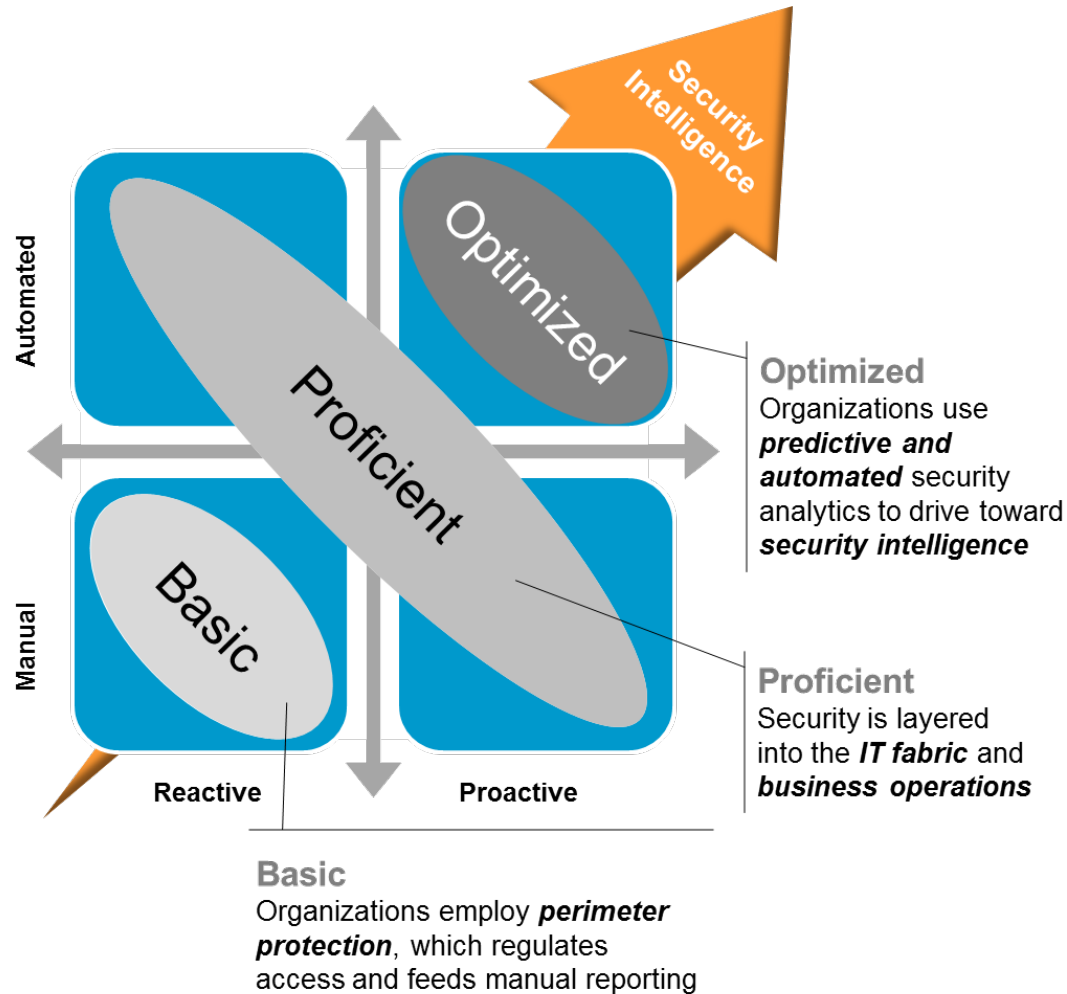 Security
Intelligence
Automated
Optimized
Proficient
Optimized
Organizations use
predictive and
automated security
analytics to drive toward
security intelligence
Manual
Basic
Proficient
Security is layered
into the IT fabric and
business operations
Reactive
Proactive
Basic
Organizations employ perimeter
protection, which regulates
access and feeds manual reporting